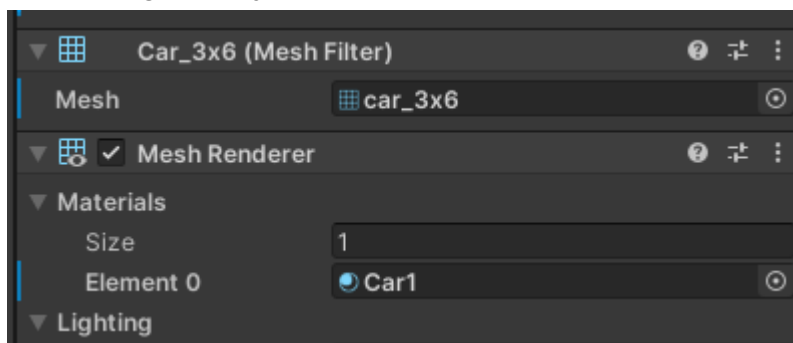 Car_3x6 (Mesh Filter)
Mesh car_3x6
Mesh Renderer
Materials
Size 1
Element 0 Car1
Lighting